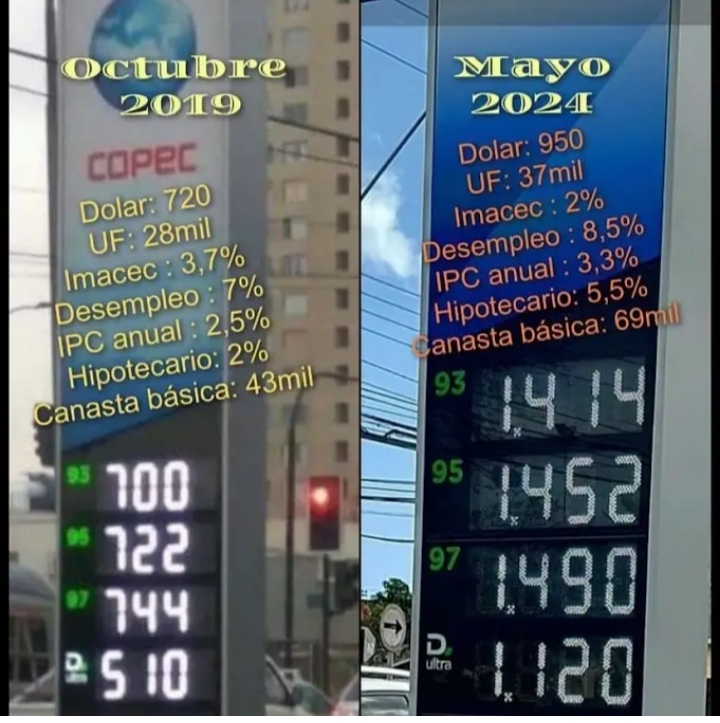 Octubre
2019
COPEC
Dolar: 720
UF: 28mil
Imacec : 3,7%
Desempleo : 7%
IPC anual : 2,5%
Hipotecario: 2%
Canasta básica: 43mil
93 700
95 722
97 744
D ultra 510
Mayo
2024
Dolar: 950
UF: 37mil
Imacec : 2%
Desempleo : 8,5%
IPC anual : 3,3%
Hipotecario: 5,5%
Canasta básica: 69mil
93 1.414
95 1.452
97 1.490
D. ultra 1.120